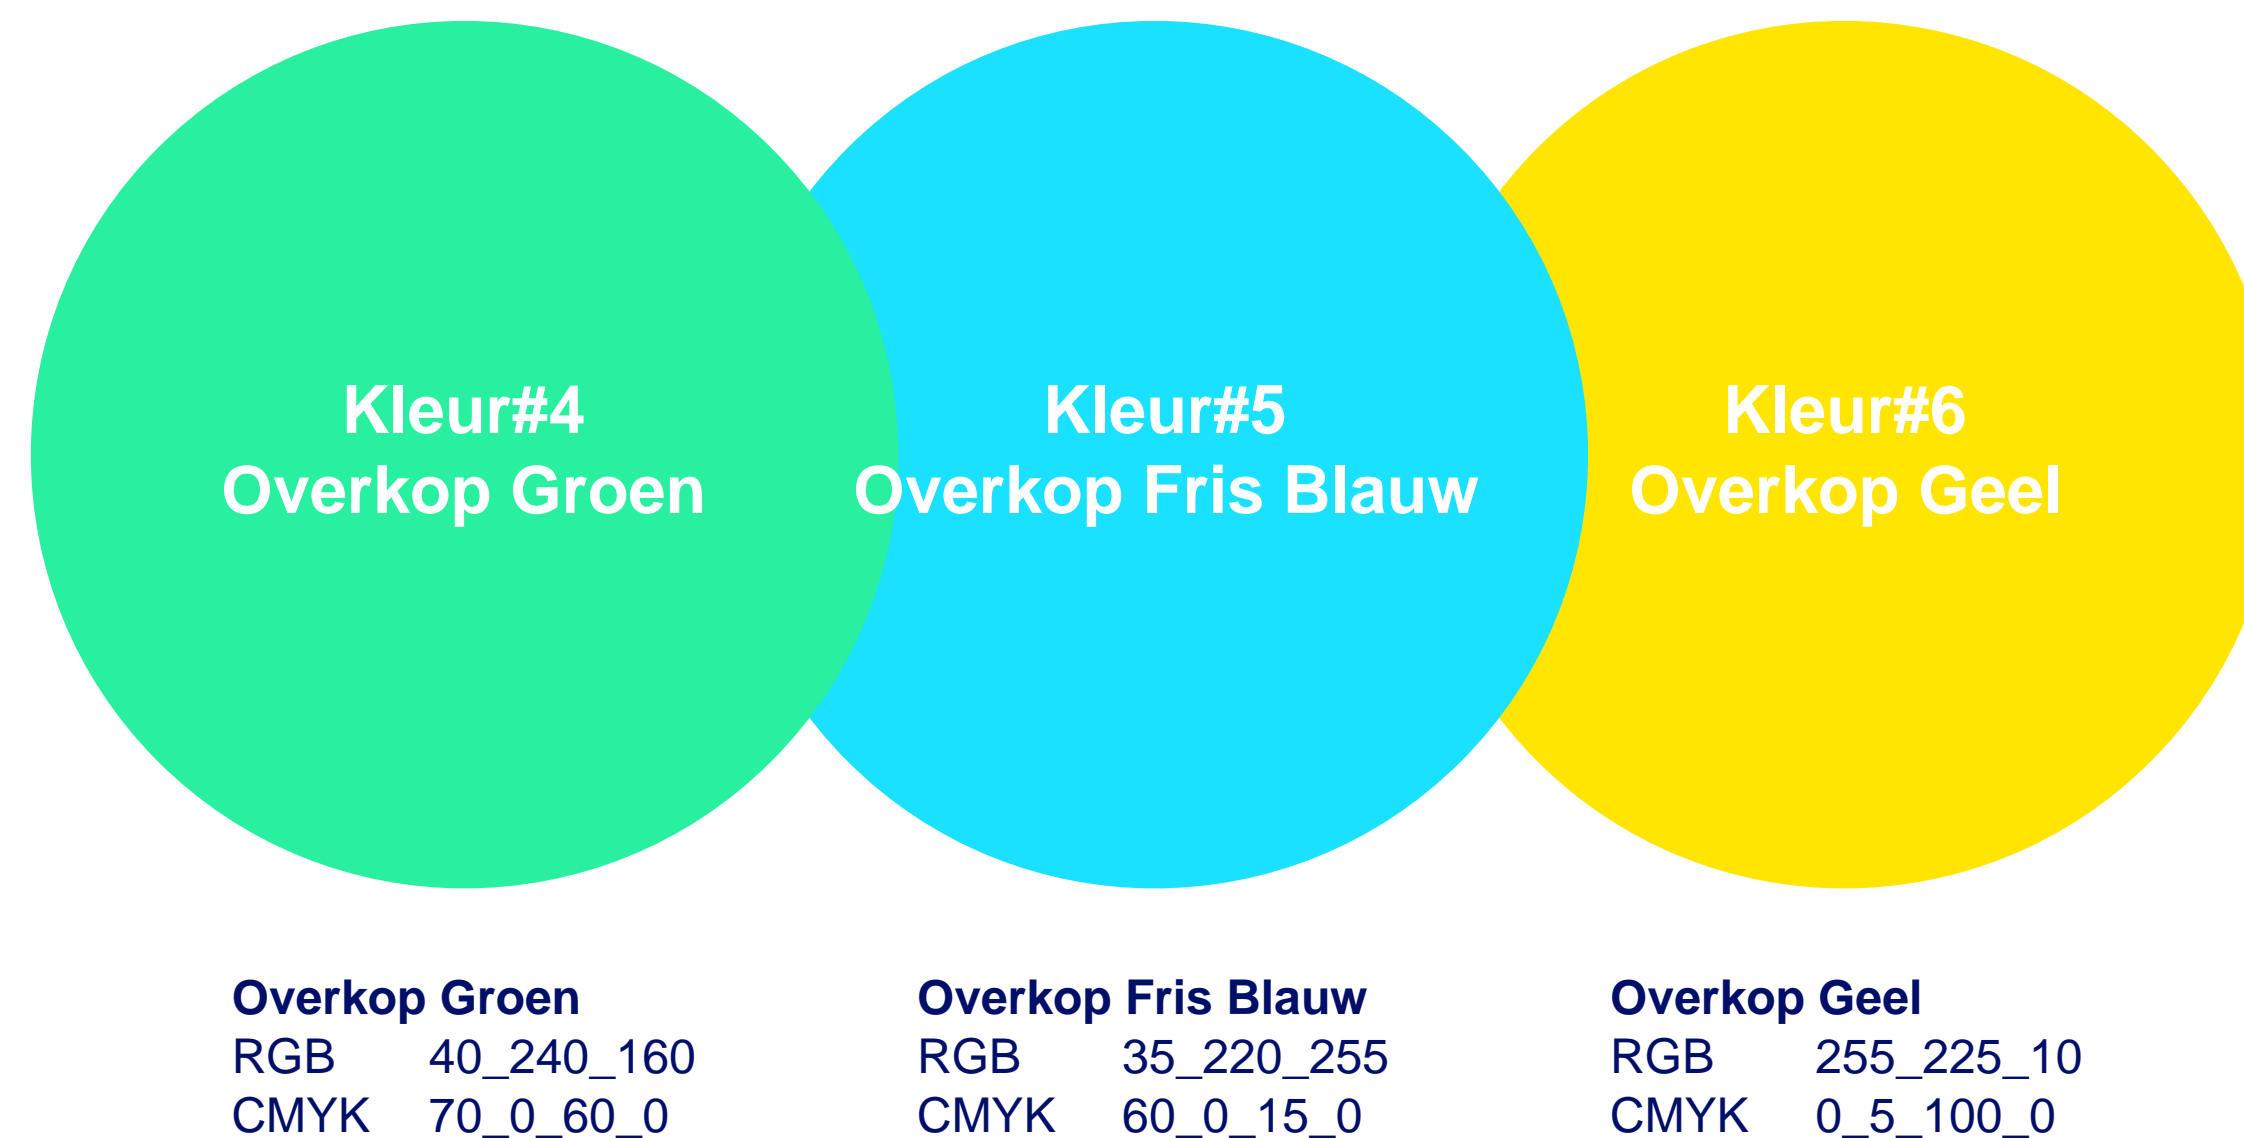 Kleur#4
Overkop Groen
Kleur#5
Overkop Fris Blauw
Kleur#6
Overkop Geel
Overkop Groen
RGB 40_240_160
CMYK 70_0_60_0
Overkop Fris Blauw
RGB 35_220_255
CMYK 60_0_15_0
Overkop Geel
RGB 255_225_10
CMYK 0_5_100_0